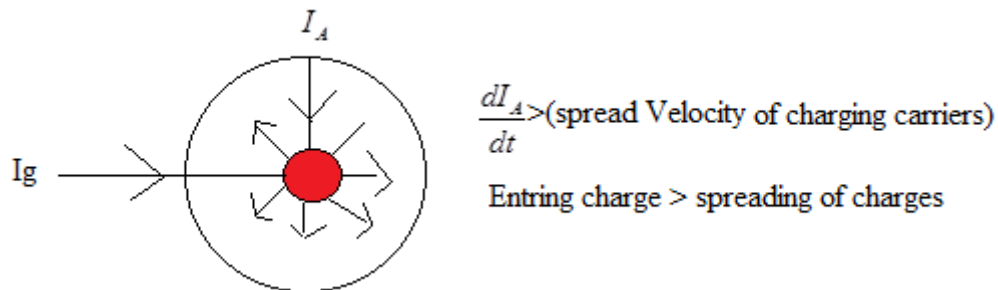 I_A
dI_A/dt >(spread Velocity of charging carriers)
Ig
Entring charge > spreading of charges